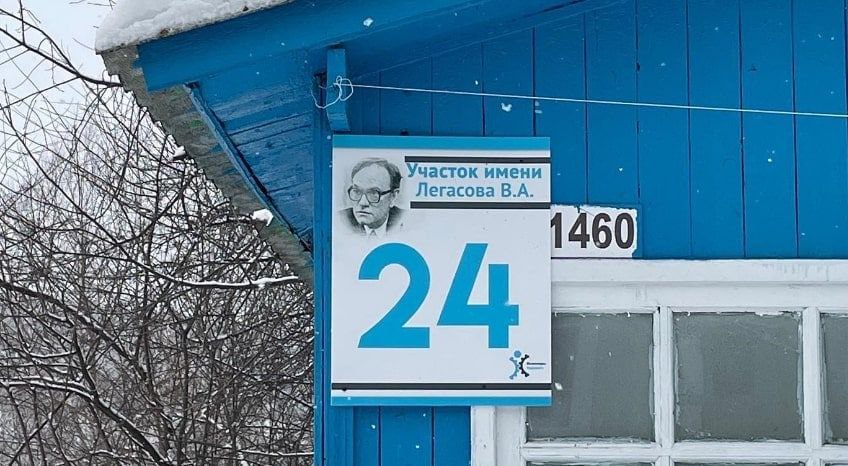 Участок имени
Легасова В.А.
24
1460